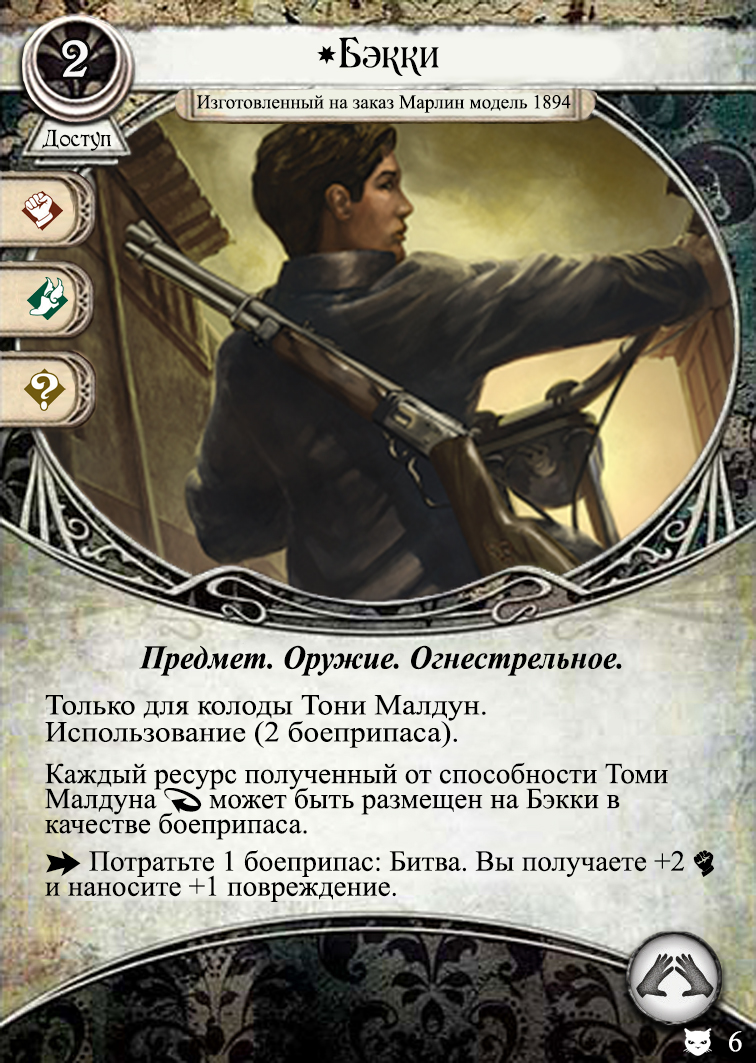 2
✷Бэкки
Изготовленный на заказ Марлин модель 1894
Доступ
Предмет. Оружие. Огнестрельное.
Только для колоды Тони Малдун.
Использование (2 боеприпаса).
Каждый ресурс полученный от способности Томи
Малдуна может быть размещен на Бэкки в
качестве боеприпаса.
Потратьте 1 боеприпас: Битва. Вы получаете +2
и наносите +1 повреждение.
6